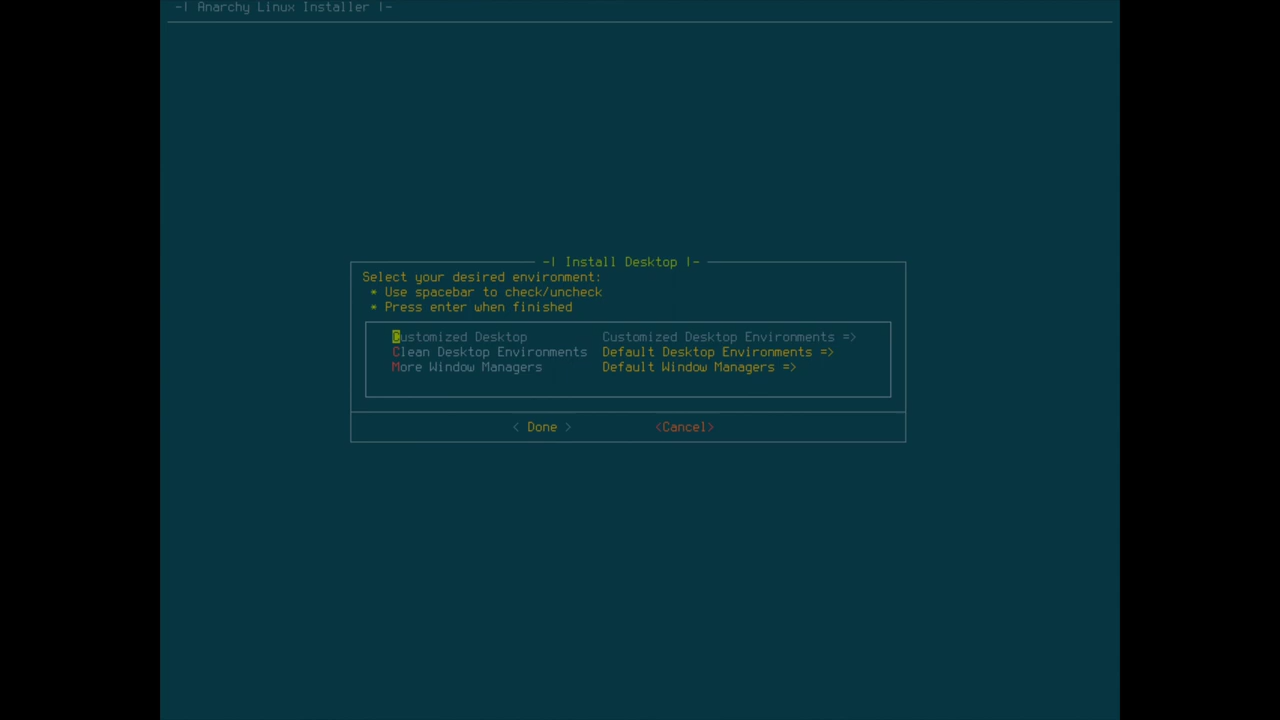 -| Anarchy Linux Installer |-
-| Install Desktop |-
Select your desired environment:
* Use spacebar to check/uncheck
* Press enter when finished
Customized Desktop Customized Desktop Environments =>
Clean Desktop Environments Default Desktop Environments =>
More Window Managers Default Window Managers =>
< Done > <Cancel>